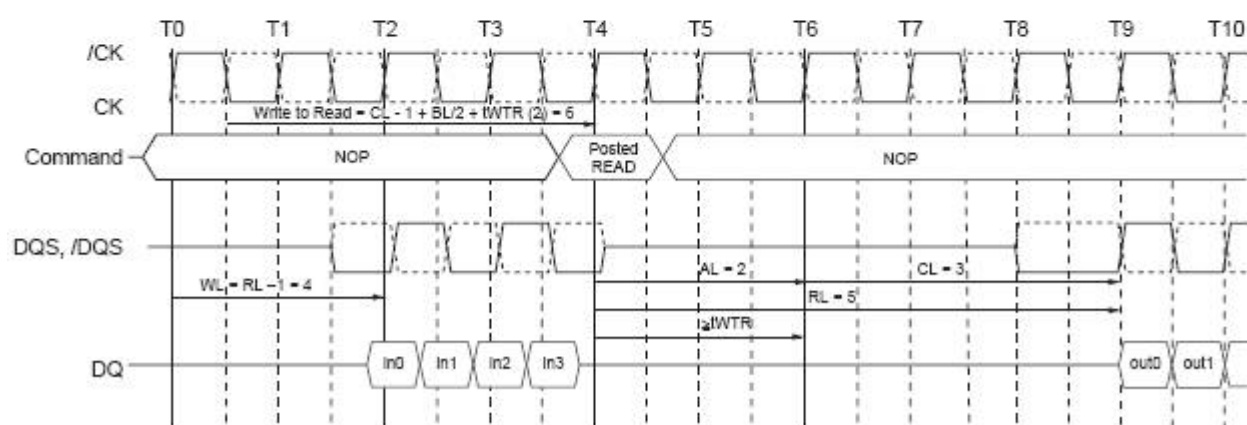 T0 T1 T2 T3 T4 T5 T6 T7 T8 T9 T10
/CK
CK
Write to Read = CL - 1 + BL/2 + tWTR (2) = 6
Command
NOP
Posted
READ
NOP
DQS, /DQS
AL = 2
CL = 3
WL = RL –1 = 4
RL = 5
≧tWTR
DQ
in0 in1 in2 in3
out0 out1